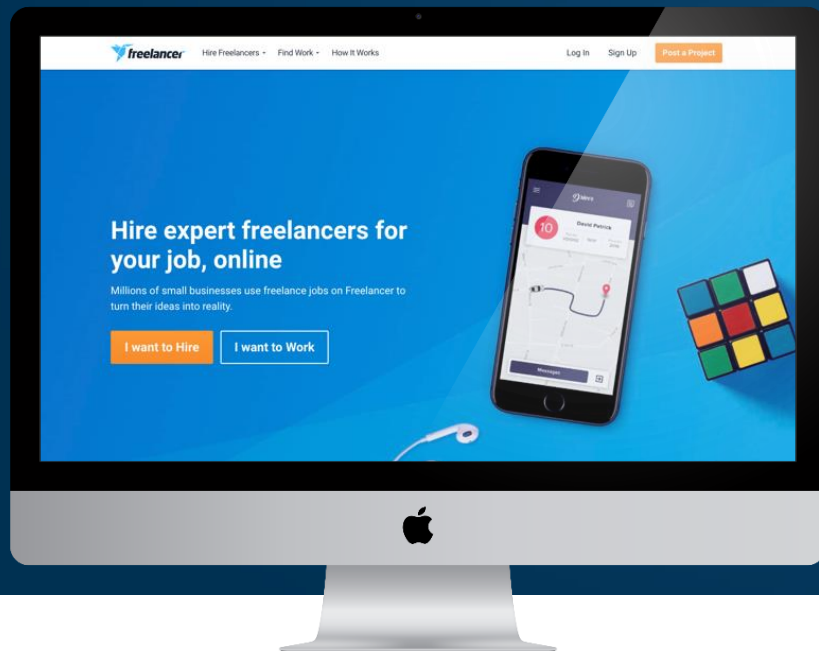 freelancer Hire Freelancers Find Work How It Works Log In Sign Up Post a Project
Hire expert freelancers for
your job, online
Millions of small businesses use freelance jobs on Freelancer to
turn their ideas into reality.
I want to Hire I want to Work
10 David Patrick
Messages